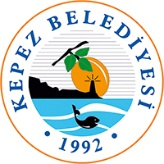 KEPEZ BELEDİYESİ
• 1992 •